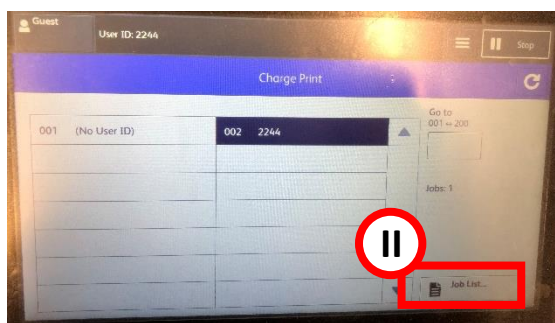 Guest
User ID: 2244
Stop
Charge Print
Go to
001 ↔ 200
001 (No User ID)
002 2244
Jobs: 1
II
Job List...